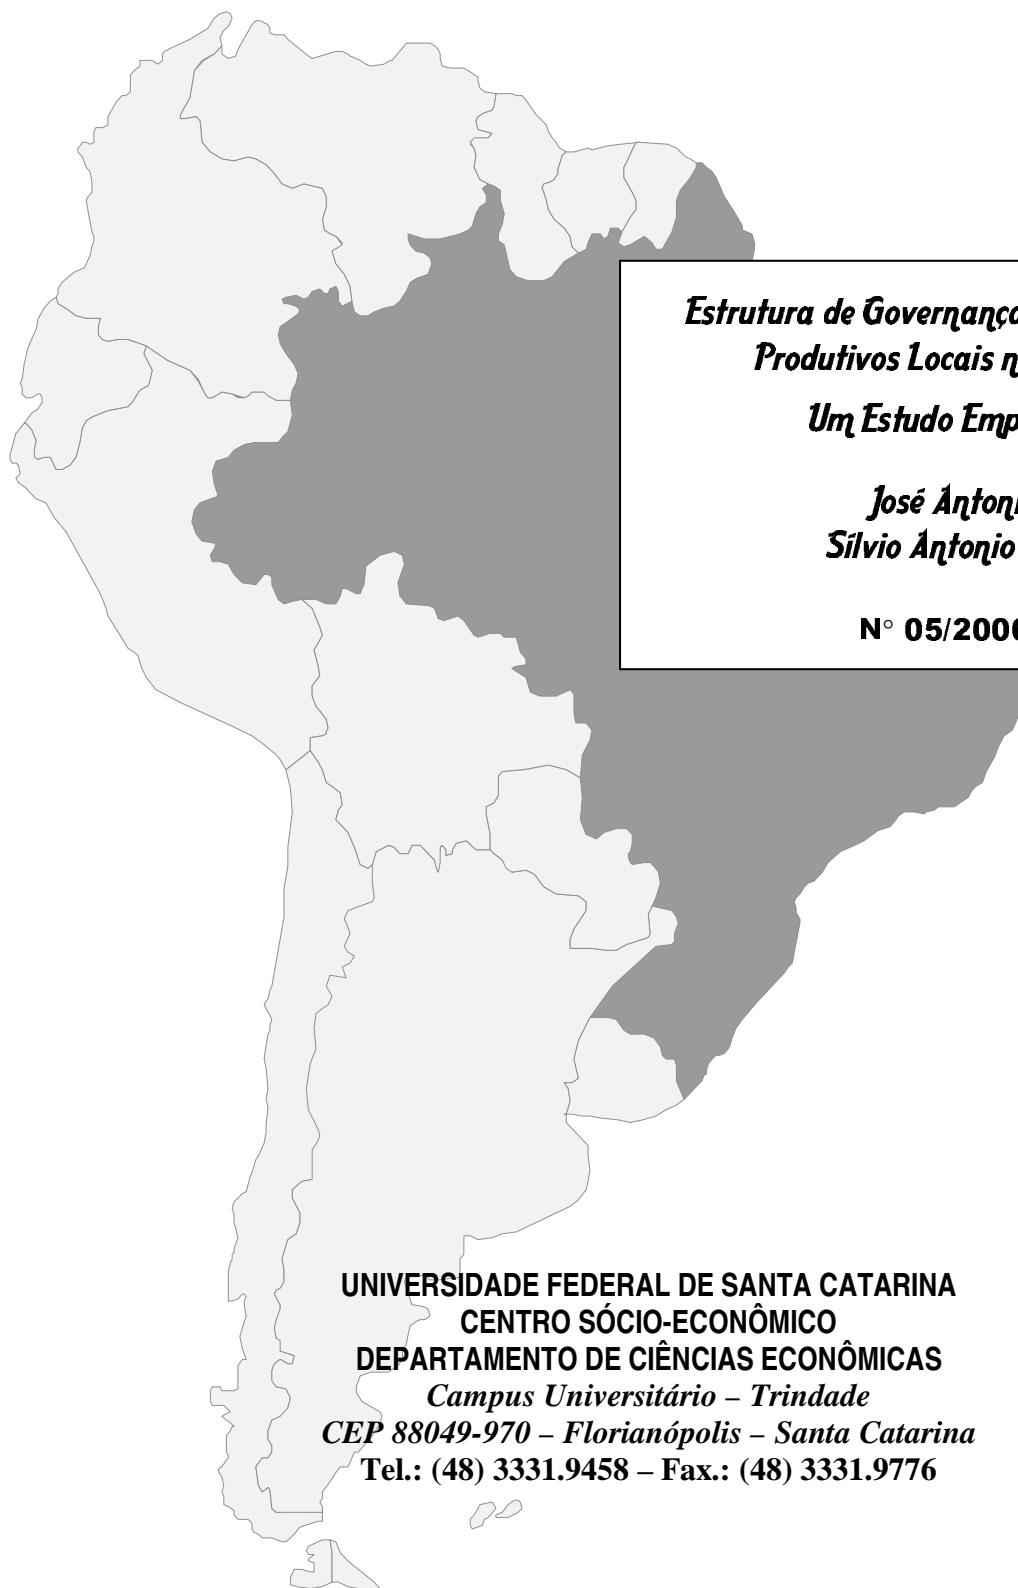 Estrutura de Governança
Produtivos Locais n
Um Estudo Emp
José Antoni
Sílvio Antonio
N° 05/2006
UNIVERSIDADE FEDERAL DE SANTA CATARINA
CENTRO SÓCIO-ECONÔMICO
DEPARTAMENTO DE CIÊNCIAS ECONÔMICAS
Campus Universitário – Trindade
CEP 88049-970 – Florianópolis – Santa Catarina
Tel.: (48) 3331.9458 – Fax.: (48) 3331.9776